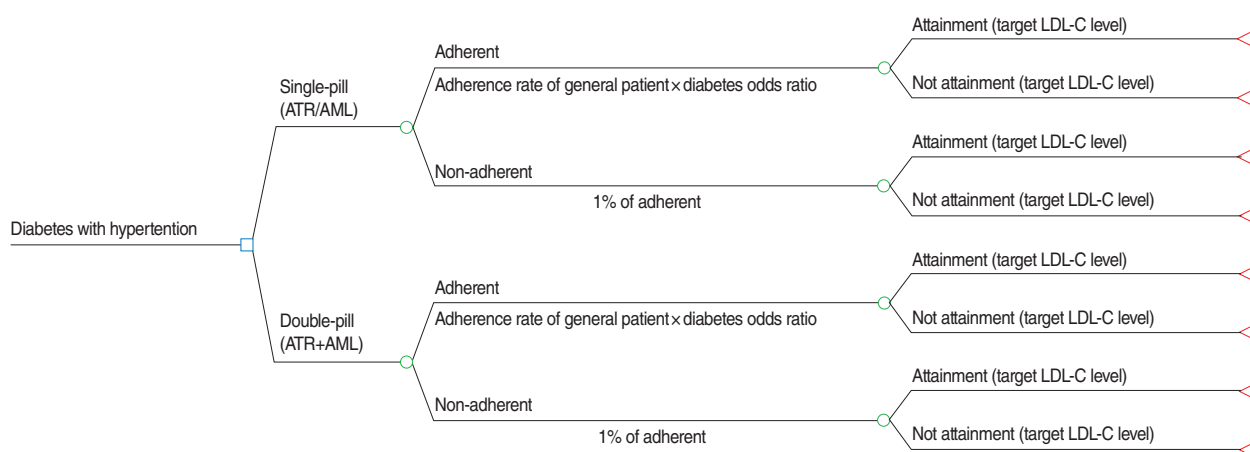 Attainment (target LDL-C level)
Adherent
Adherence rate of general patient×diabetes odds ratio
Not attainment (target LDL-C level)
Single-pill
(ATR/AML)
Attainment (target LDL-C level)
Non-adherent
1% of adherent
Not attainment (target LDL-C level)
Diabetes with hypertention
Attainment (target LDL-C level)
Adherent
Adherence rate of general patient×diabetes odds ratio
Not attainment (target LDL-C level)
Double-pill
(ATR+AML)
Attainment (target LDL-C level)
Non-adherent
1% of adherent
Not attainment (target LDL-C level)